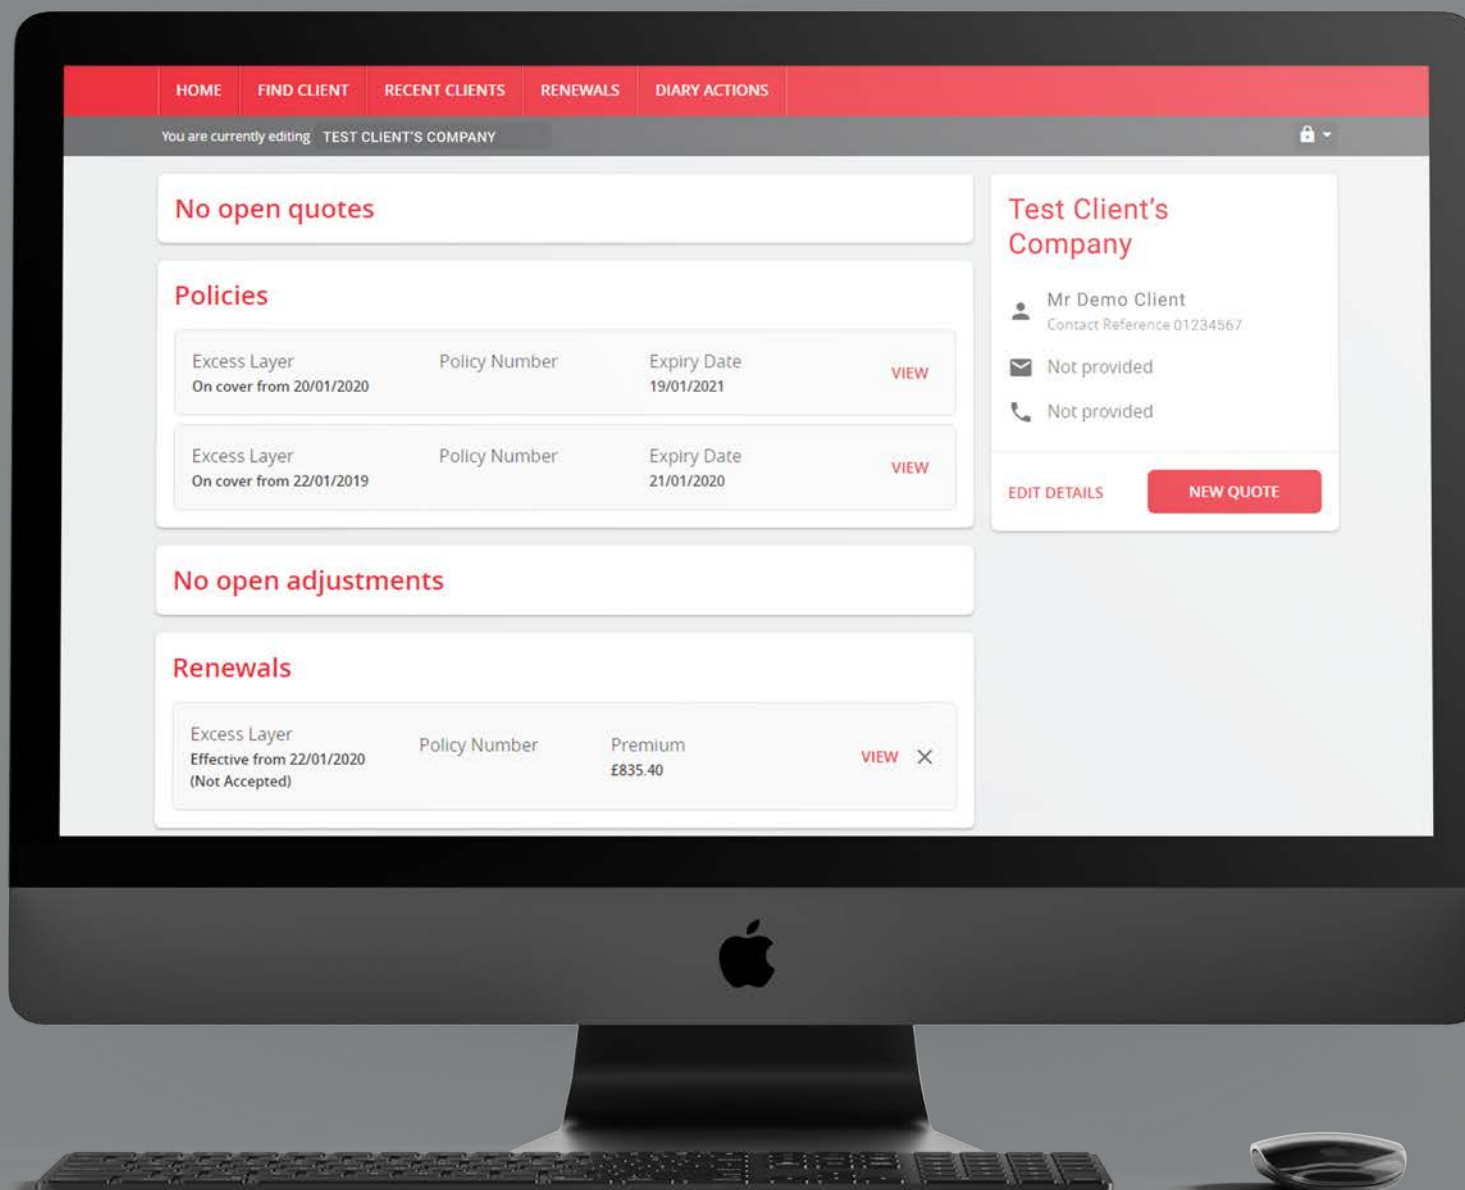 HOME FIND CLIENT RECENT CLIENTS RENEWALS DIARY ACTIONS
You are currently editing TEST CLIENT'S COMPANY
No open quotes
Policies
Excess Layer Policy Number Expiry Date VIEW
On cover from 20/01/2020 19/01/2021
Excess Layer Policy Number Expiry Date VIEW
On cover from 22/01/2019 21/01/2020
No open adjustments
Renewals
Excess Layer Policy Number Premium VIEW
Effective from 22/01/2020 £835.40
(Not Accepted)
Test Client's
Company
Mr Demo Client
Contact Reference 01234567
Not provided
Not provided
EDIT DETAILS NEW QUOTE